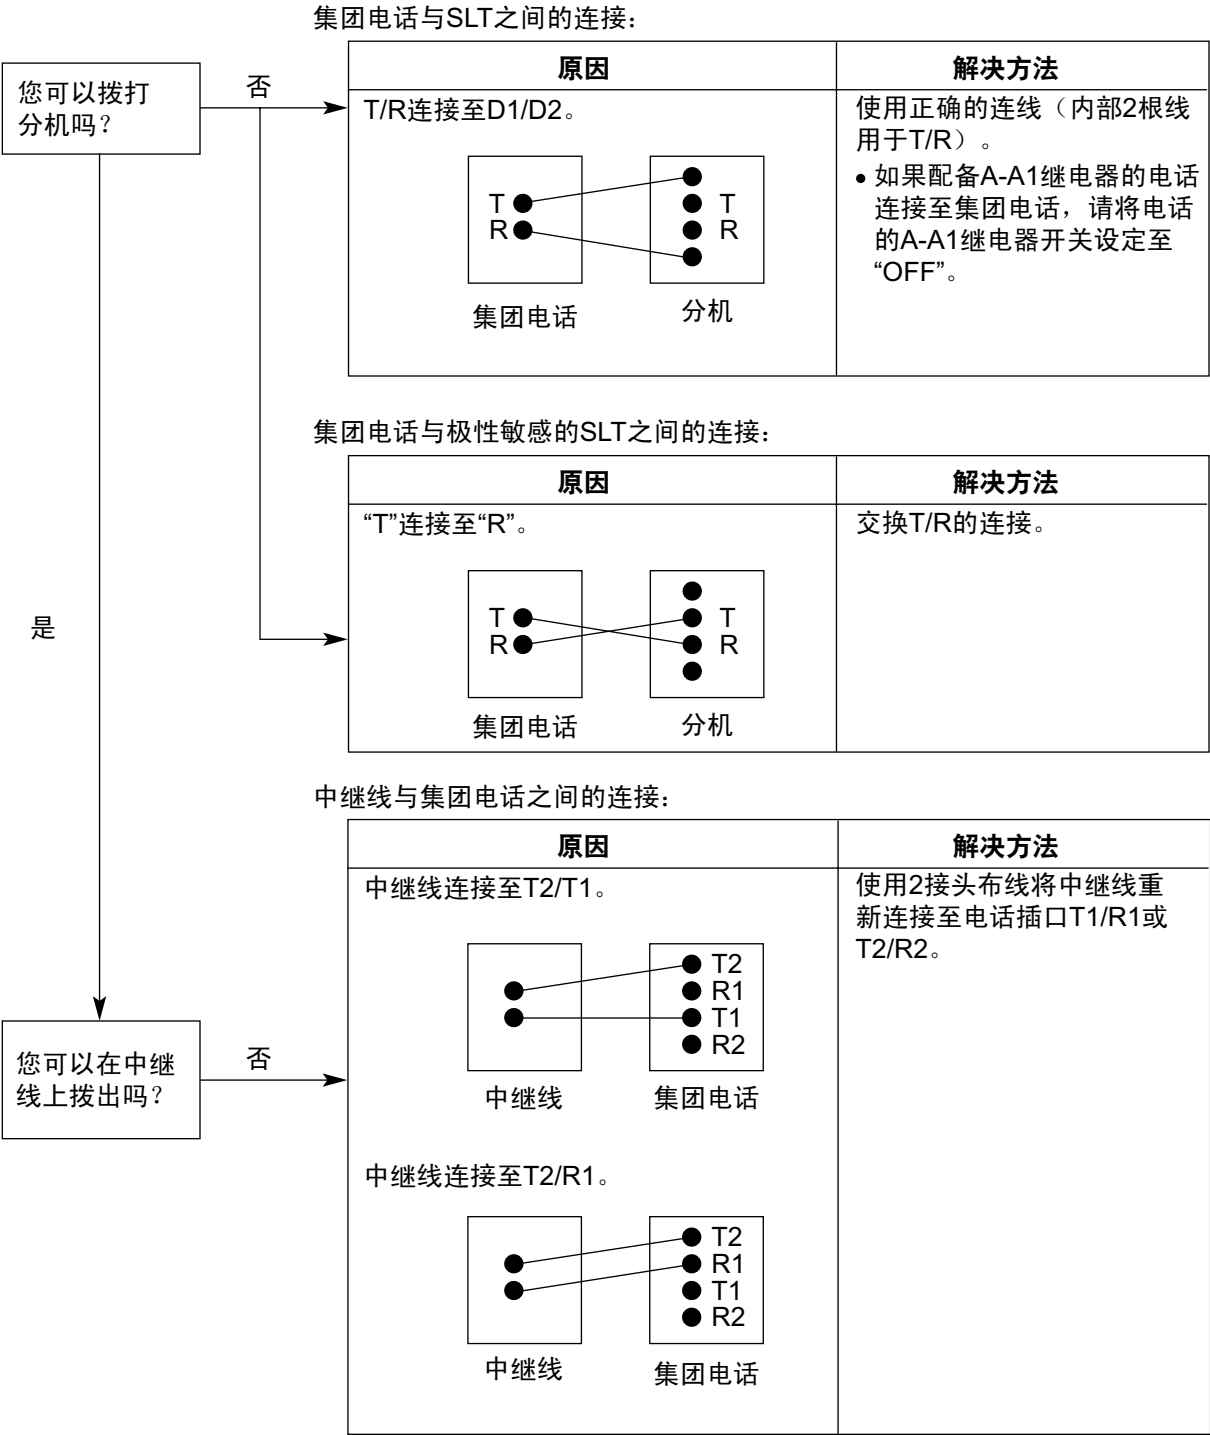 集团电话与SLT之间的连接：
您可以拨打
分机吗？
否
原因
解决方法
T/R连接至D1/D2。
T
R
T
R
集团电话
分机
使用正确的连线（内部2根线
用于T/R）。
• 如果配备A-A1继电器的电话
连接至集团电话，请将电话
的A-A1继电器开关设定至
“OFF”。
集团电话与极性敏感的SLT之间的连接：
原因
解决方法
“T”连接至“R”。
T
R
T
R
集团电话
分机
交换T/R的连接。
是
中继线与集团电话之间的连接：
您可以在中继
线上拨出吗？
否
原因
解决方法
中继线连接至T2/T1。
T2
R1
T1
R2
中继线
集团电话
中继线连接至T2/R1。
T2
R1
T1
R2
中继线
集团电话
使用2接头布线将中继线重
新连接至电话插口T1/R1或
T2/R2。